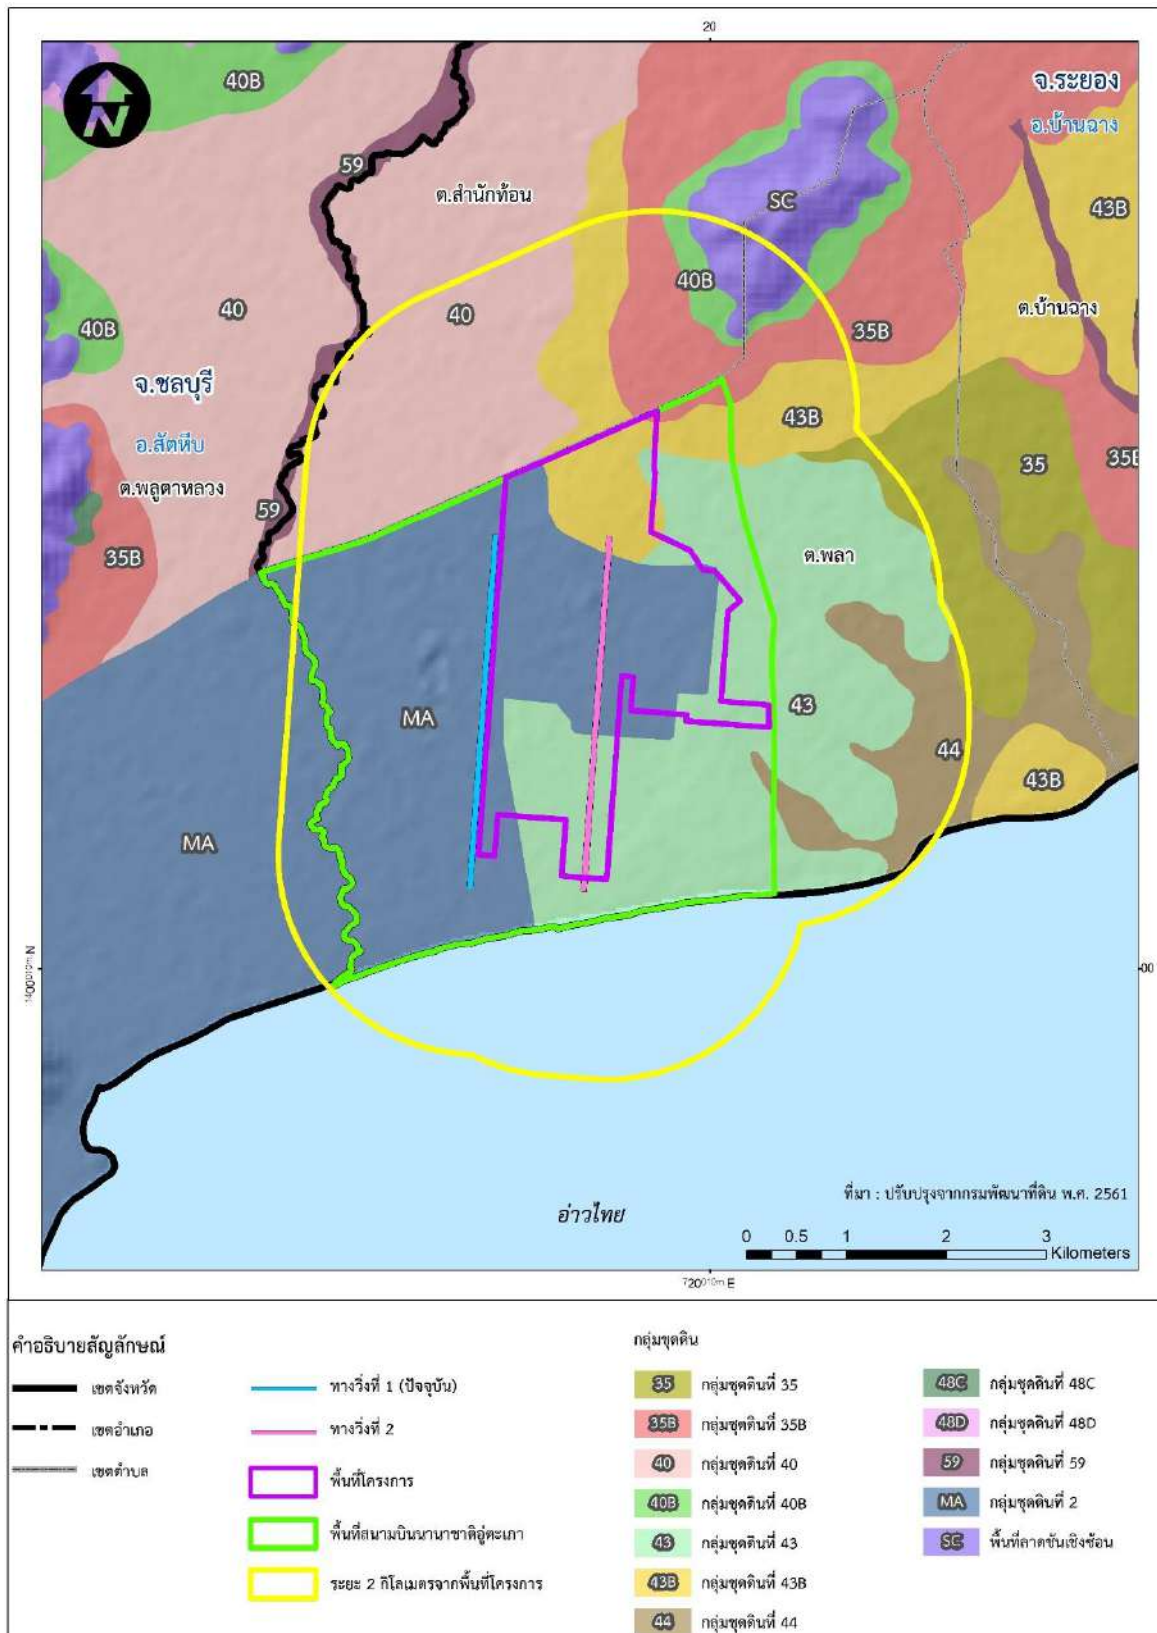 20
40B
จ.ระยอง
อ.บ้านฉาง
N
59
ต.สำนักท้อน
SC
43B
40B
40
40
40B
ต.บ้านฉาง
35B
จ.ชลบุรี
43B
อ.สัตหีบ
35
35B
ต.พลูตาหลวง
59
35B
ต.พลา
MA
43
44
43B
MA
1400010m.N
00
ที่มา : ปรับปรุงจากกรมพัฒนาที่ดิน พ.ศ. 2561
อ่าวไทย
0 0.5 1 2 3
Kilometers
720010m E
คำอธิบายสัญลักษณ์
เขตจังหวัด
เขตอำเภอ
เขตตำบล
ทางวิ่งที่ 1 (ปัจจุบัน)
ทางวิ่งที่ 2
พื้นที่โครงการ
พื้นที่สนามบินนานาชาติอู่ตะเภา
ระยะ 2 กิโลเมตรจากพื้นที่โครงการ
กลุ่มชุดดิน
35 กลุ่มชุดดินที่ 35
35B กลุ่มชุดดินที่ 35B
40 กลุ่มชุดดินที่ 40
40B กลุ่มชุดดินที่ 40B
43 กลุ่มชุดดินที่ 43
43B กลุ่มชุดดินที่ 43B
44 กลุ่มชุดดินที่ 44
48C กลุ่มชุดดินที่ 48C
48D กลุ่มชุดดินที่ 48D
59 กลุ่มชุดดินที่ 59
MA กลุ่มชุดดินที่ 2
SC พื้นที่ลาดชันเชิงซ้อน